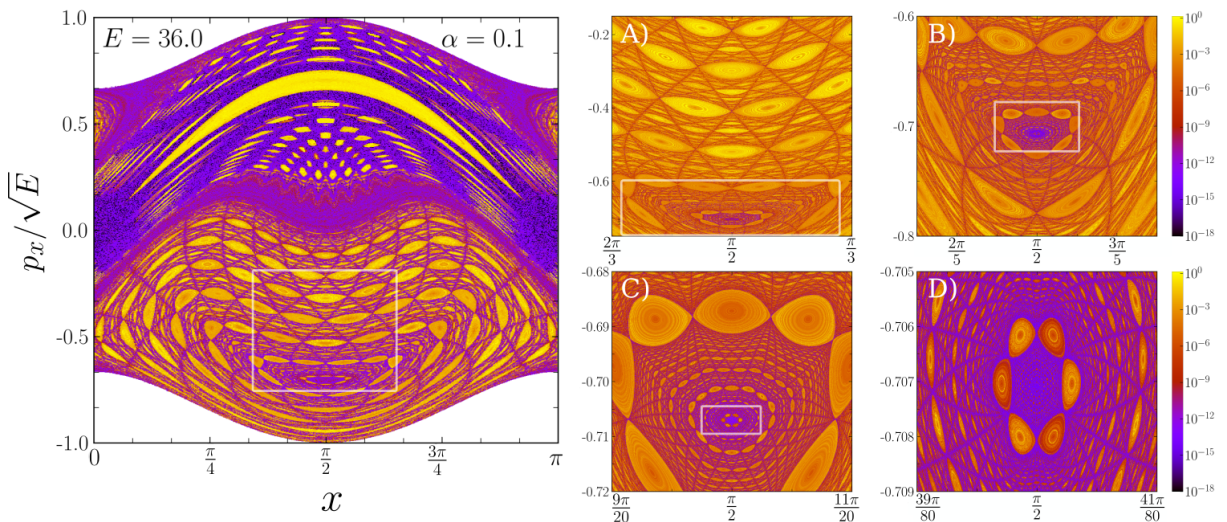 E = 36.0
α = 0.1
1.0
0.5
0.0
-0.5
-1.0
p_x/√E
0
π/4
π/2
3π/4
π
x
A)
-0.2
-0.4
-0.6
2π/3
π/2
π/3
B)
-0.6
-0.7
-0.8
2π/5
π/2
3π/5
10^0
10^-3
10^-6
10^-9
10^-12
10^-15
10^-18
C)
-0.68
-0.69
-0.70
-0.71
-0.72
9π/20
π/2
11π/20
D)
-0.705
-0.706
-0.707
-0.708
-0.709
39π/80
π/2
41π/80
10^0
10^-3
10^-6
10^-9
10^-12
10^-15
10^-18